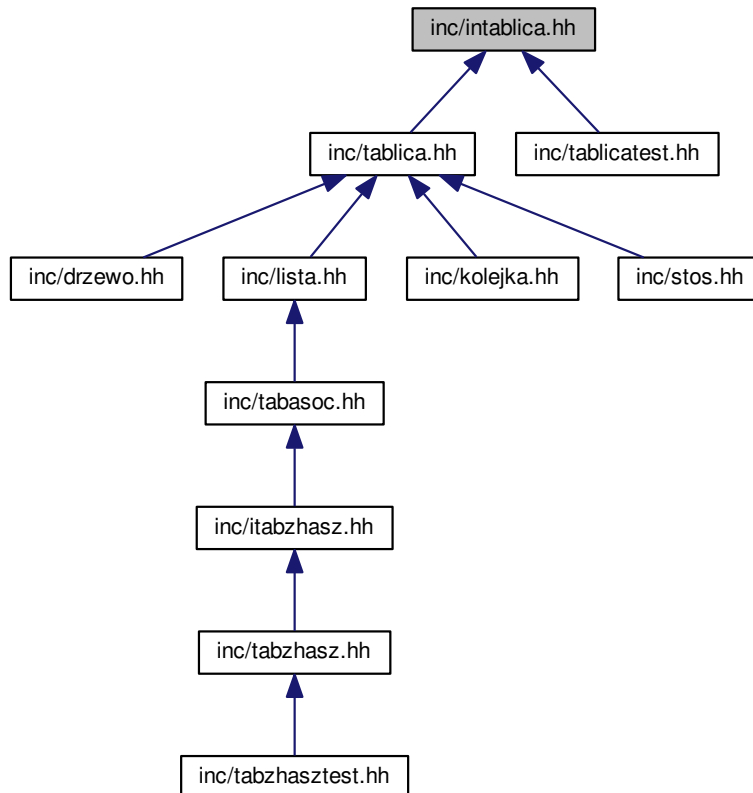 inc/intablica.hh
inc/tablica.hh
inc/tablicatest.hh
inc/drzewo.hh
inc/lista.hh
inc/kolejka.hh
inc/stos.hh
inc/tabasoc.hh
inc/itabzhasz.hh
inc/tabzhasz.hh
inc/tabzhasztest.hh